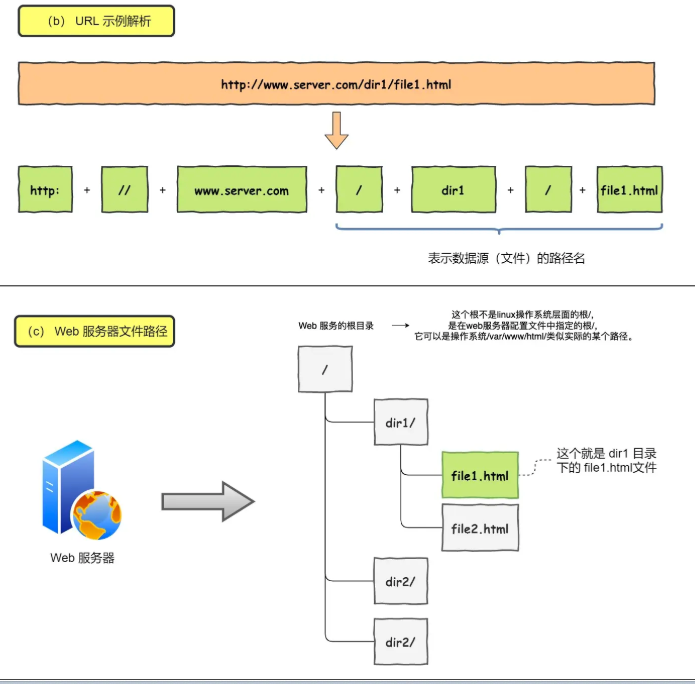 （b） URL 示例解析
http://www.server.com/dir1/file1.html
http: + // + www.server.com + / + dir1 + / + file1.html
表示数据源（文件）的路径名
（c） Web 服务器文件路径
Web 服务的根目录
这个根不是linux操作系统层面的根/,
是在web服务器配置文件中指定的根/,
它可以是操作系统/var/www/html/类似实际的某个路径。
/
dir1/
file1.html
这个就是 dir1 目录
下的 file1.html文件
file2.html
Web 服务器
dir2/
dir2/